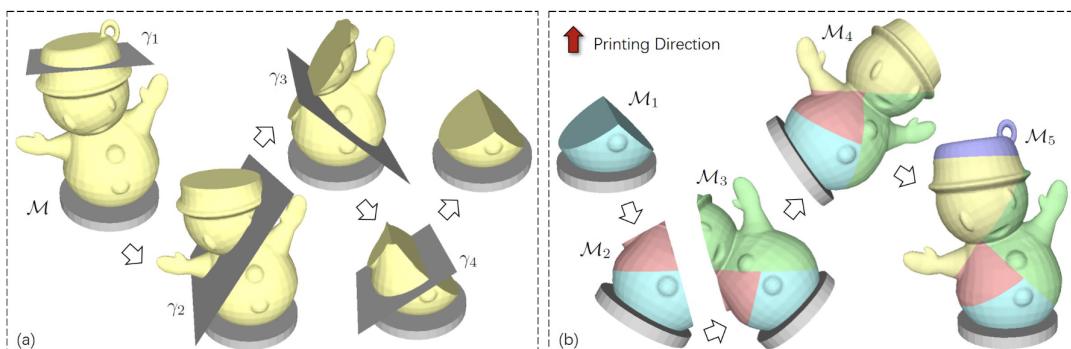 γ1
M
γ2
γ3
γ4
(a)
Printing Direction
M1
M2
M3
M4
M5
(b)